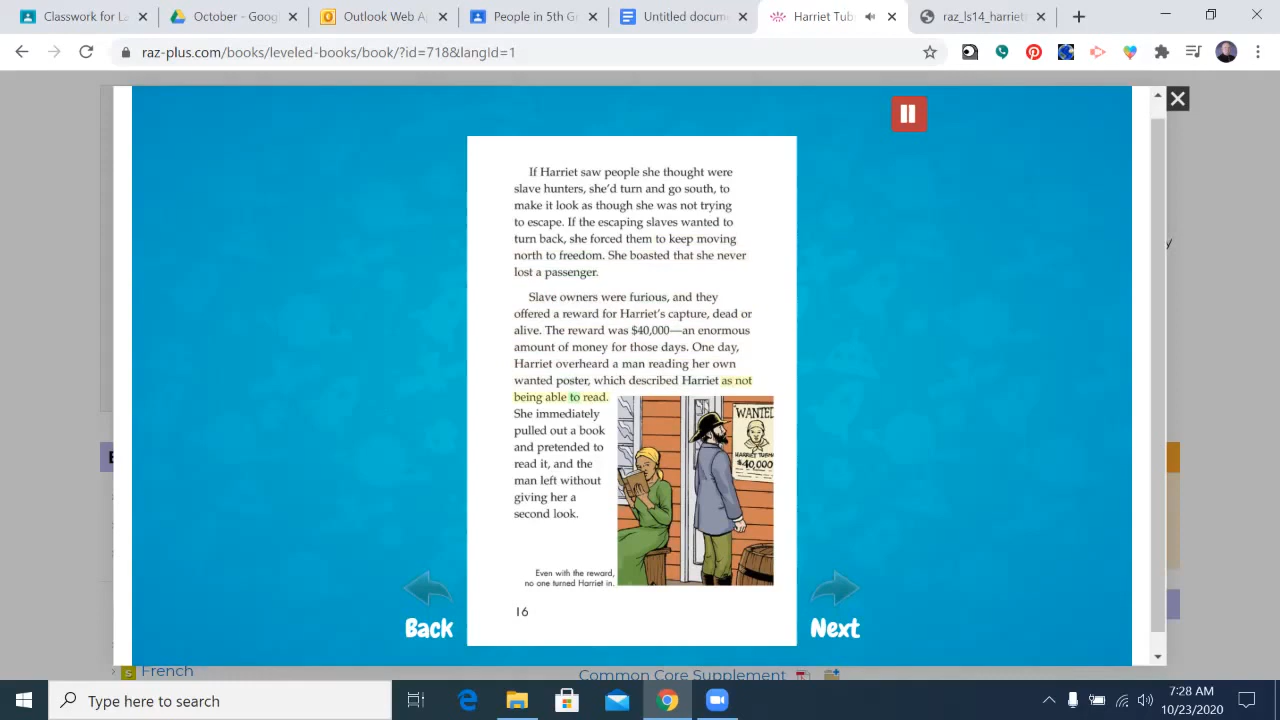 Classwork for La
October - Goog
Outlook Web Ap
People in 5th Gr
Untitled docum
Harriet Tub
raz_ls14_harriet
raz-plus.com/books/leveled-books/book/?id=718&langId=1
If Harriet saw people she thought were
slave hunters, she'd turn and go south, to
make it look as though she was not trying
to escape. If the escaping slaves wanted to
turn back, she forced them to keep moving
north to freedom. She boasted that she never
lost a passenger.
Slave owners were furious, and they
offered a reward for Harriet's capture, dead or
alive. The reward was $40,000—an enormous
amount of money for those days. One day,
Harriet overheard a man reading her own
wanted poster, which described Harriet as not
being able to read.
She immediately
pulled out a book
and pretended to
read it, and the
man left without
giving her a
second look.
WANTED
HARRIET TUBM
$40,000
Even with the reward,
no one turned Harriet in.
16
Back
Next
French
Common Core Supplement
Type here to search
7:28 AM
10/23/2020